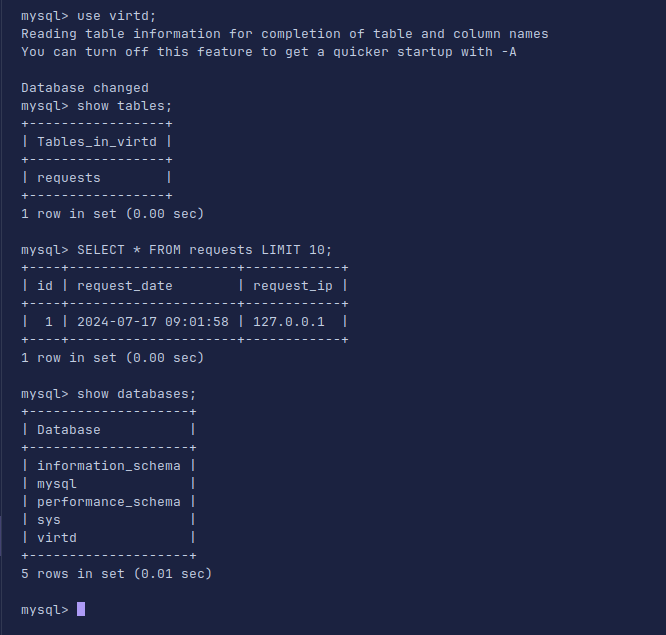 mysql> use virtd;
Reading table information for completion of table and column names
You can turn off this feature to get a quicker startup with -A

Database changed
mysql> show tables;
+-----------------+
| Tables_in_virtd |
+-----------------+
| requests        |
+-----------------+
1 row in set (0.00 sec)

mysql> SELECT * FROM requests LIMIT 10;
+----+---------------------+------------+
| id | request_date        | request_ip |
+----+---------------------+------------+
|  1 | 2024-07-17 09:01:58 | 127.0.0.1  |
+----+---------------------+------------+
1 row in set (0.00 sec)

mysql> show databases;
+--------------------+
| Database           |
+--------------------+
| information_schema |
| mysql              |
| performance_schema |
| sys                |
| virtd              |
+--------------------+
5 rows in set (0.01 sec)

mysql>